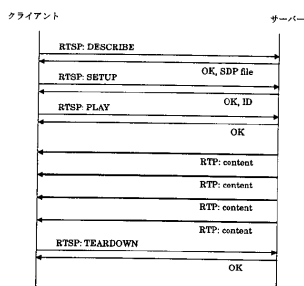 クライアント
サーバー
RTSP: DESCRIBE
OK, SDP file
RTSP: SETUP
OK, ID
RTSP: PLAY
OK
RTP: content
RTP: content
RTP: content
RTP: content
RTSP: TEARDOWN
OK